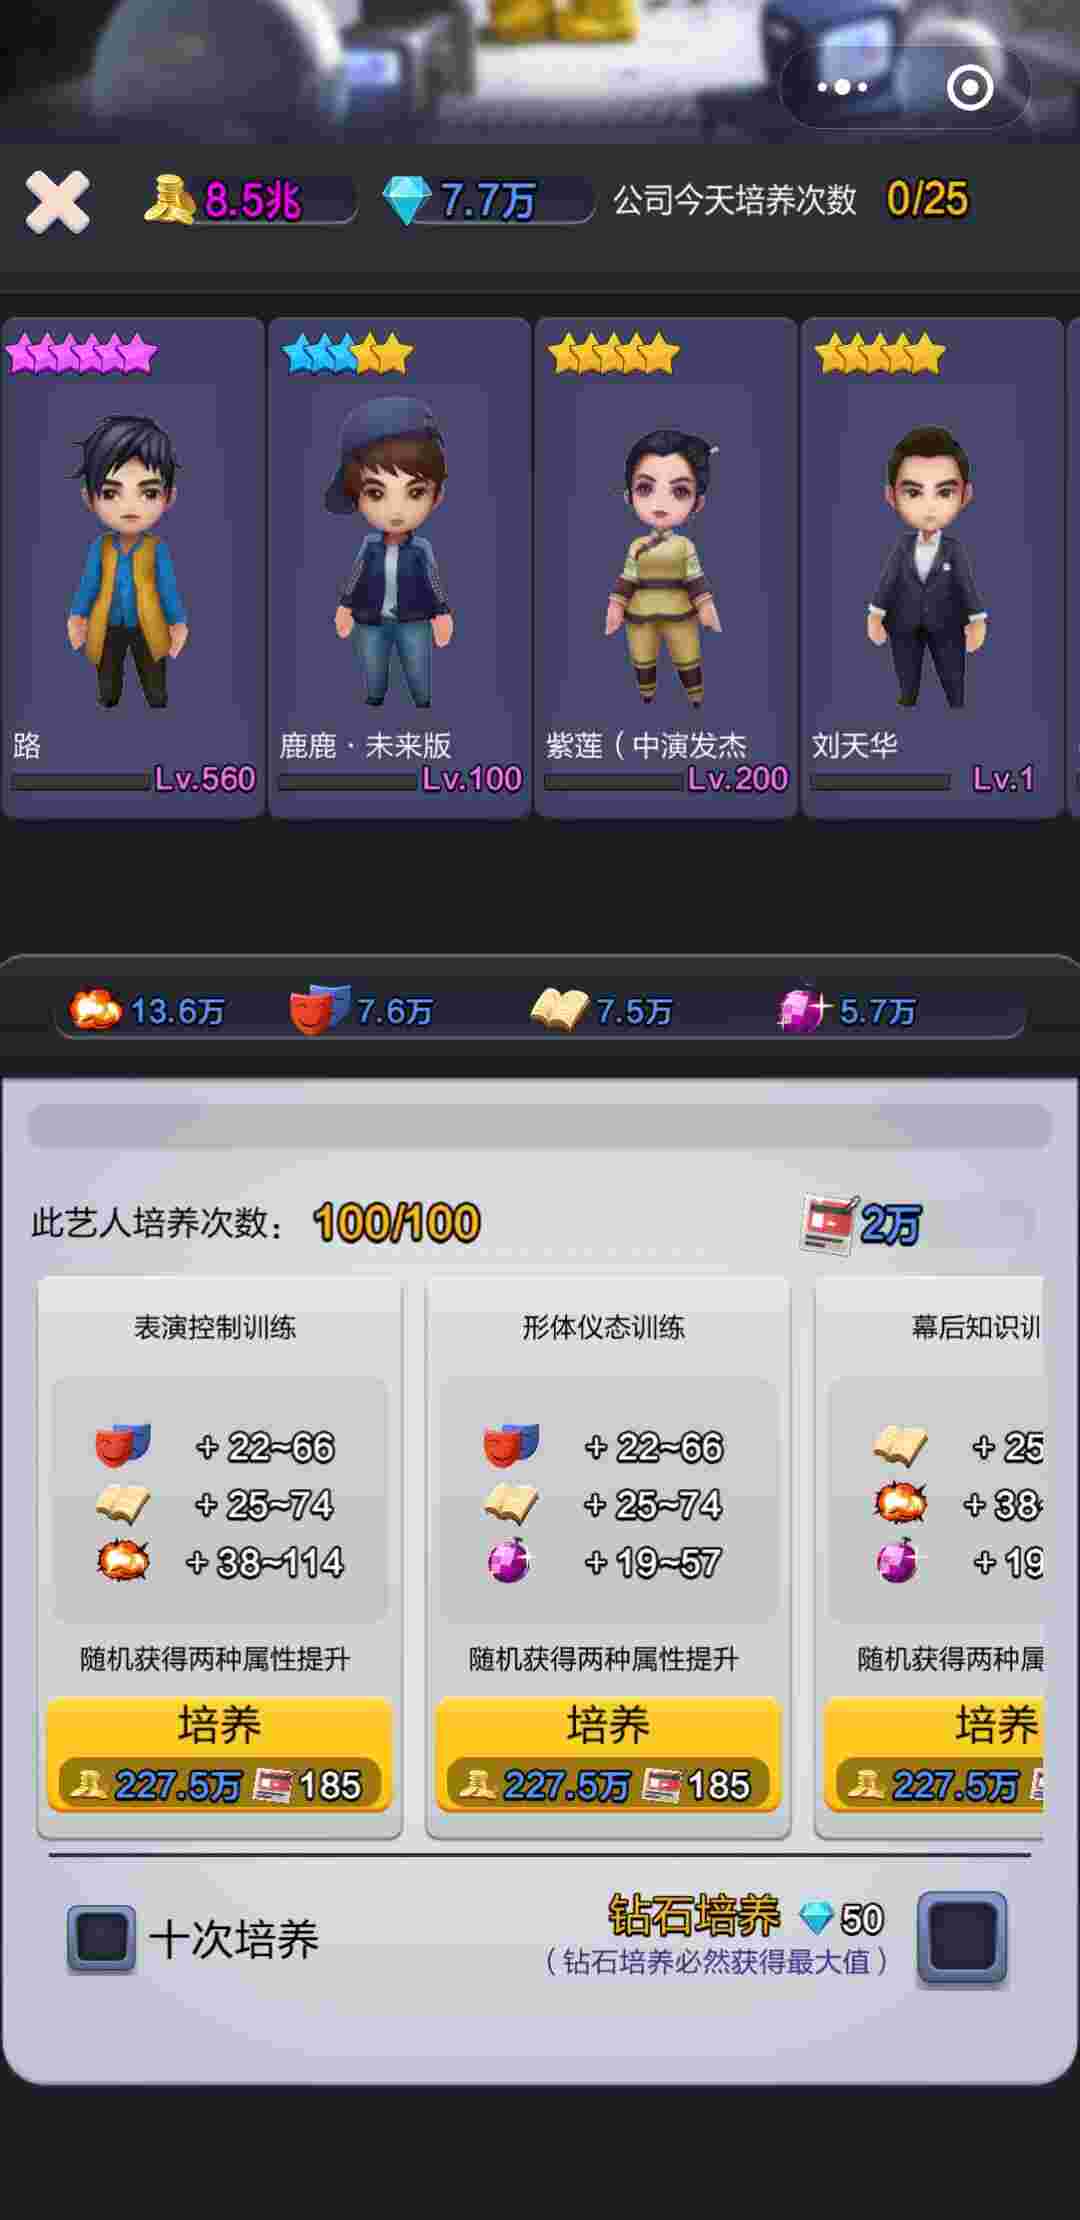 8.5兆 7.7万 公司今天培养次数 0/25
路 鹿鹿·未来版 紫莲（中演发杰 刘天华
Lv.560 Lv.100 Lv.200 Lv.1
13.6万 7.6万 7.5万 5.7万
此艺人培养次数： 100/100 2万
表演控制训练 形体仪态训练 幕后知识训
+ 22~66 + 22~66 + 25
+ 25~74 + 25~74 + 38
+ 38~114 + 19~57 + 19
随机获得两种属性提升 随机获得两种属性提升 随机获得两种属
培养 培养 培养
227.5万 185 227.5万 185 227.5万
十次培养 钻石培养 50
（钻石培养必然获得最大值）